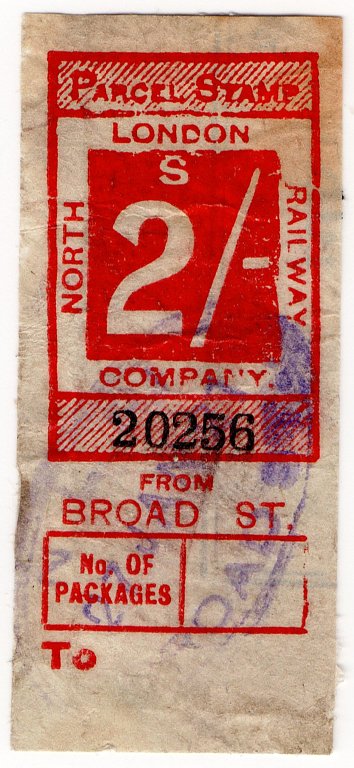 PARCEL STAMP
LONDON
S
2/-
NORTH
RAILWAY
COMPANY.
20256
FROM
BROAD ST.
No. OF
PACKAGES
To